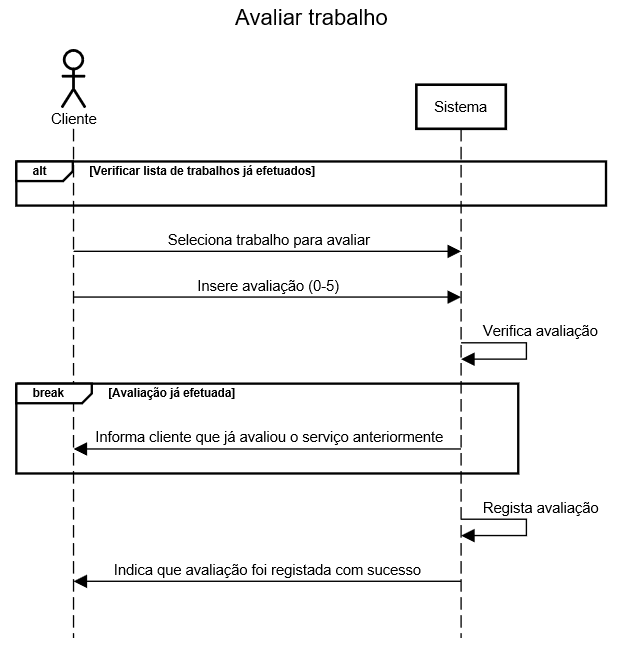 Avaliar trabalho
Cliente
Sistema
alt [Verificar lista de trabalhos já efetuados]
Seleciona trabalho para avaliar
Insere avaliação (0-5)
Verifica avaliação
break [Avaliação já efetuada]
Informa cliente que já avaliou o serviço anteriormente
Regista avaliação
Indica que avaliação foi registada com sucesso